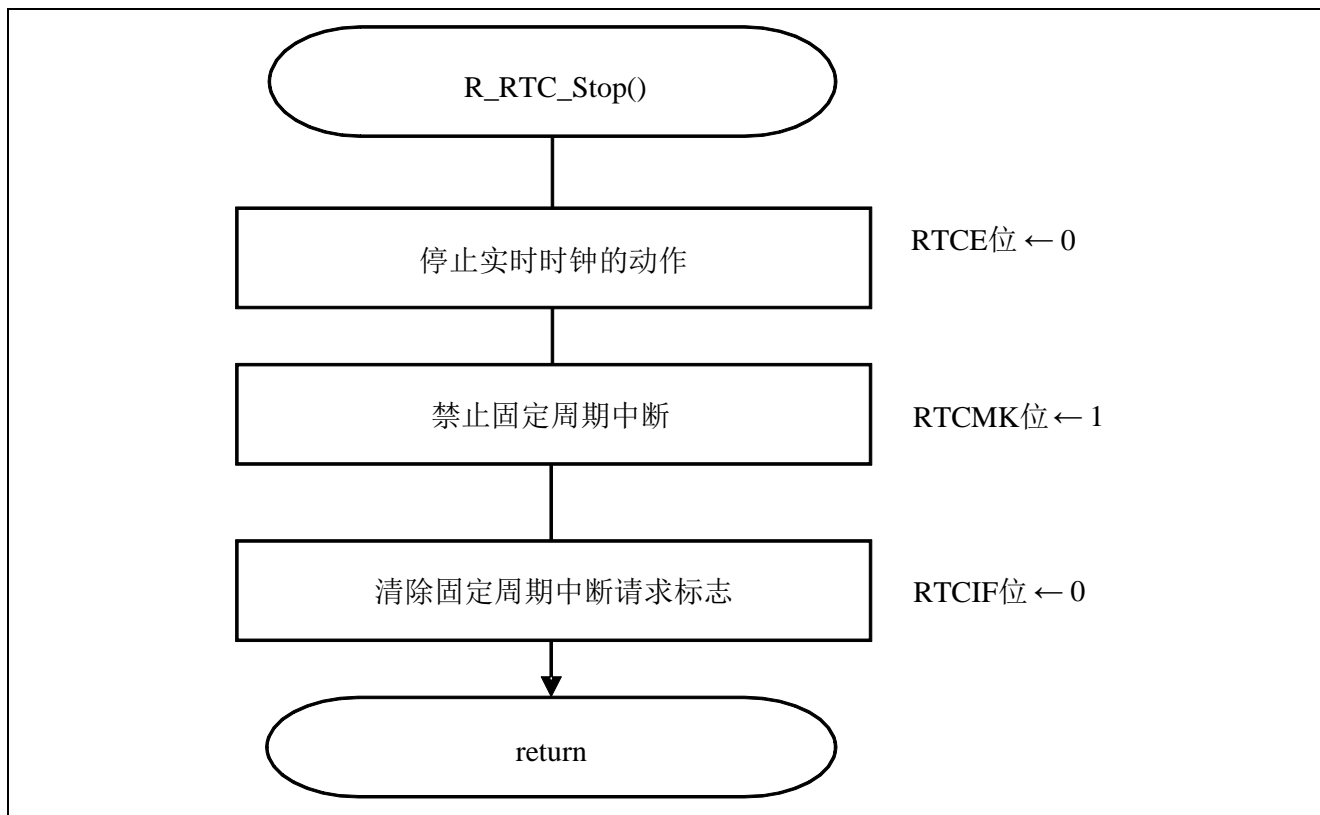 R_RTC_Stop()
停止实时时钟的动作
RTCE位 ← 0
禁止固定周期中断
RTCMK位 ← 1
清除固定周期中断请求标志
RTCIF位 ← 0
return